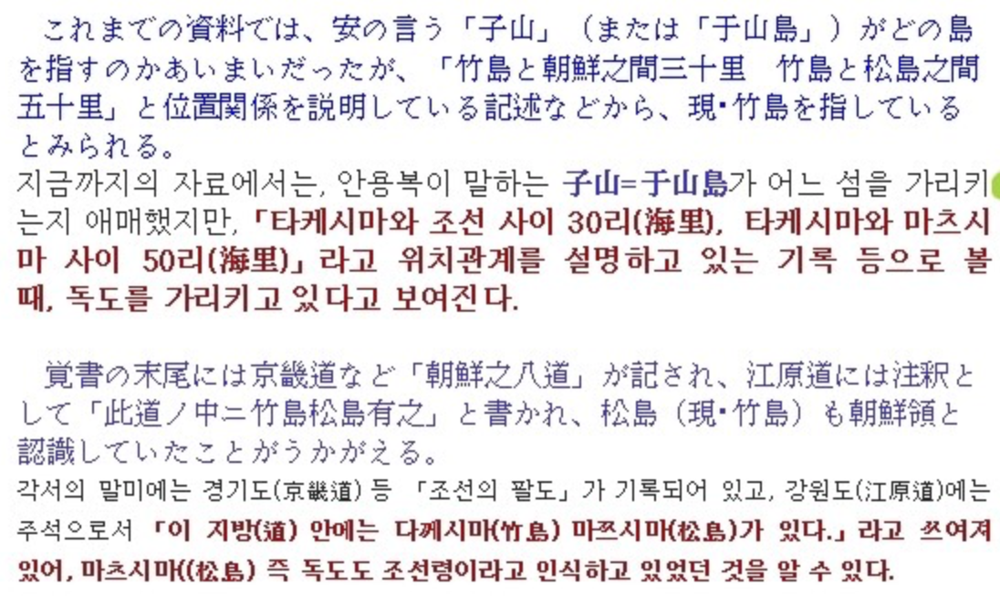 これまでの資料では、安の言う「子山」（または「于山島」）がどの島
を指すのかあいまいだったが、「竹島と朝鮮之間三十里　竹島と松島之間
五十里」と位置関係を説明している記述などから、現・竹島を指している
とみられる。
지금까지의 자료에서는, 안용복이 말하는 子山=于山島가 어느 섬을 가리키
는지 애매했지만, 「타케시마와 조선 사이 30리(海里), 타케시마와 마츠시
마 사이 50리(海里)」라고 위치관계를 설명하고 있는 기록 등으로 볼
때, 독도를 가리키고 있다고 보여진다.
覚書の末尾には京畿道など「朝鮮之八道」が記され、江原道には注釈と
して「此道ノ中ニ竹島松島有之」と書かれ、松島（現・竹島）も朝鮮領と
認識していたことがうかがえる。
각서의 말미에는 경기도(京畿道) 등 「조선의 팔도」가 기록되어 있고, 강원도(江原道)에는
주석으로서 「이 지방(道) 안에는 다께시마(竹島) 마쯔시마(松島)가 있다.」라고 쓰여져
있어, 마츠시마((松島) 즉 독도도 조선령이라고 인식하고 있었던 것을 알 수 있다.